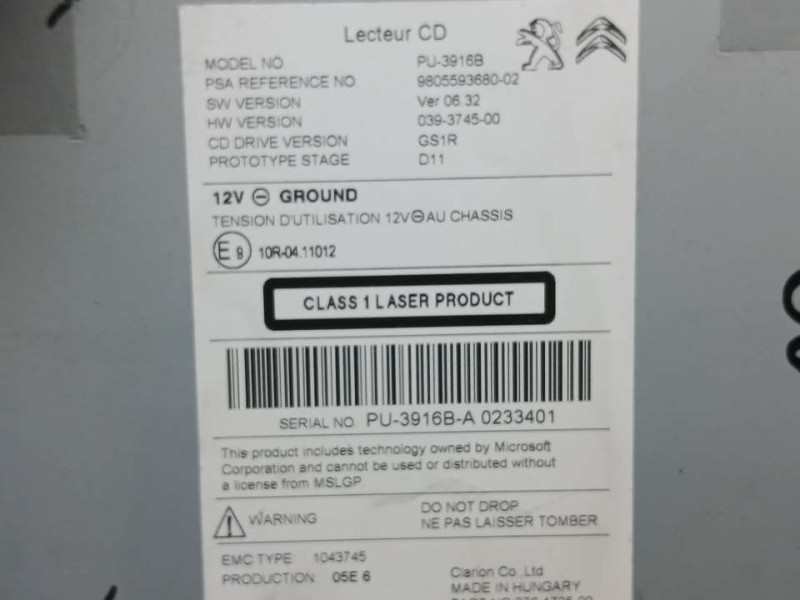 Lecteur CD
MODEL NO PU-3916B
PSA REFERENCE NO. 9805593680-02
SW VERSION Ver 06.32
HW VERSION 039-3745-00
CD DRIVE VERSION GS1R
PROTOTYPE STAGE D11
12V ⊖ GROUND
TENSION D'UTILISATION 12V⊖AU CHASSIS
E9 10R-04.11012
CLASS 1 LASER PRODUCT
SERIAL NO. PU-3916B-A 0233401
This product includes technology owned by Microsoft
Corporation and cannot be used or distributed without
a license from MSLGP.
WARNING
DO NOT DROP
NE PAS LAISSER TOMBER
EMC TYPE: 1043745
PRODUCTION: 05E 6
Clarion Co.,Ltd
MADE IN HUNGARY